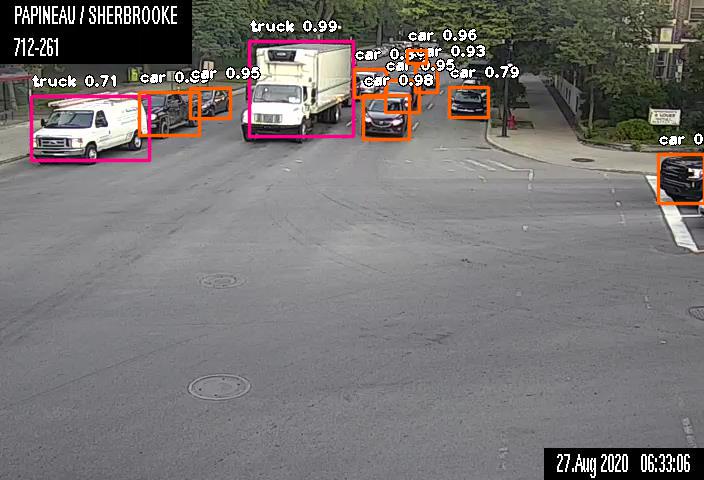 PAPINEAU / SHERBROOKE
712-261
truck 0.99
car 0.96
car 0.93
car 0.95
car 0.98
car 0.79
truck 0.71
car 0.95
27.Aug 2020 06:33:06